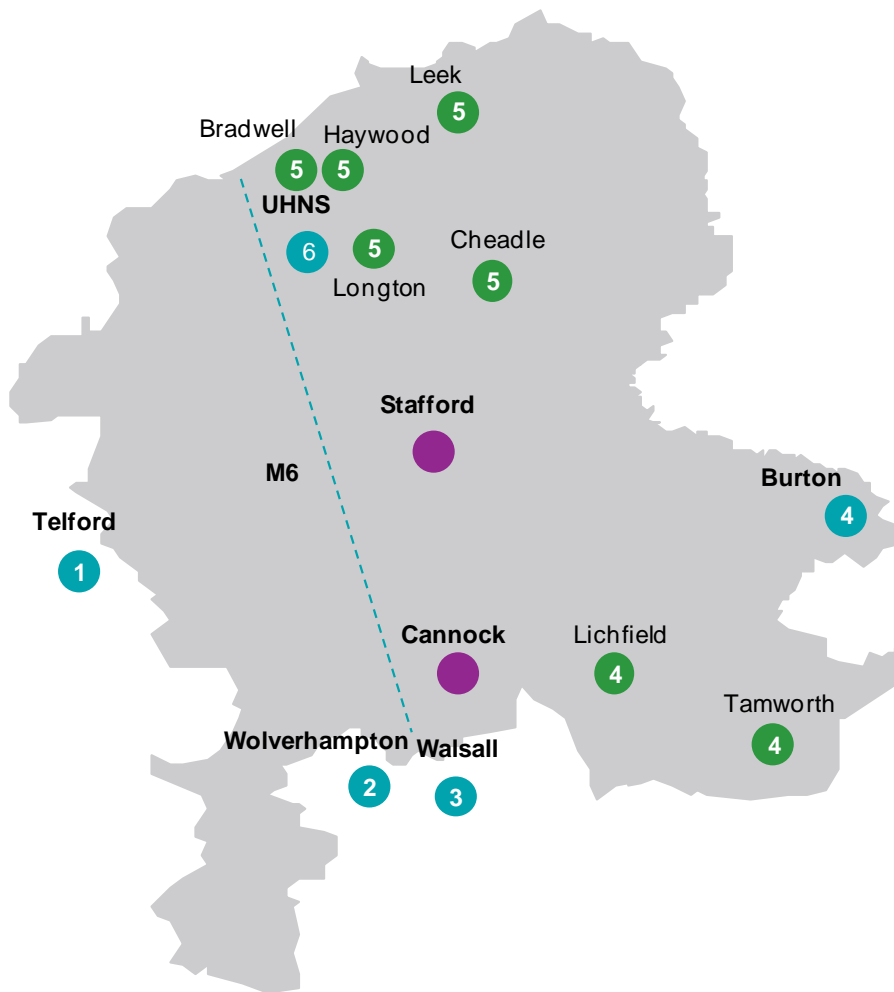 Leek
5
Bradwell
Haywood
5
5
UHNS
6
5
Longton
Cheadle
5
Stafford
M6
Burton
4
Telford
1
Cannock
Lichfield
4
Tamworth
4
Wolverhampton
Walsall
2
3